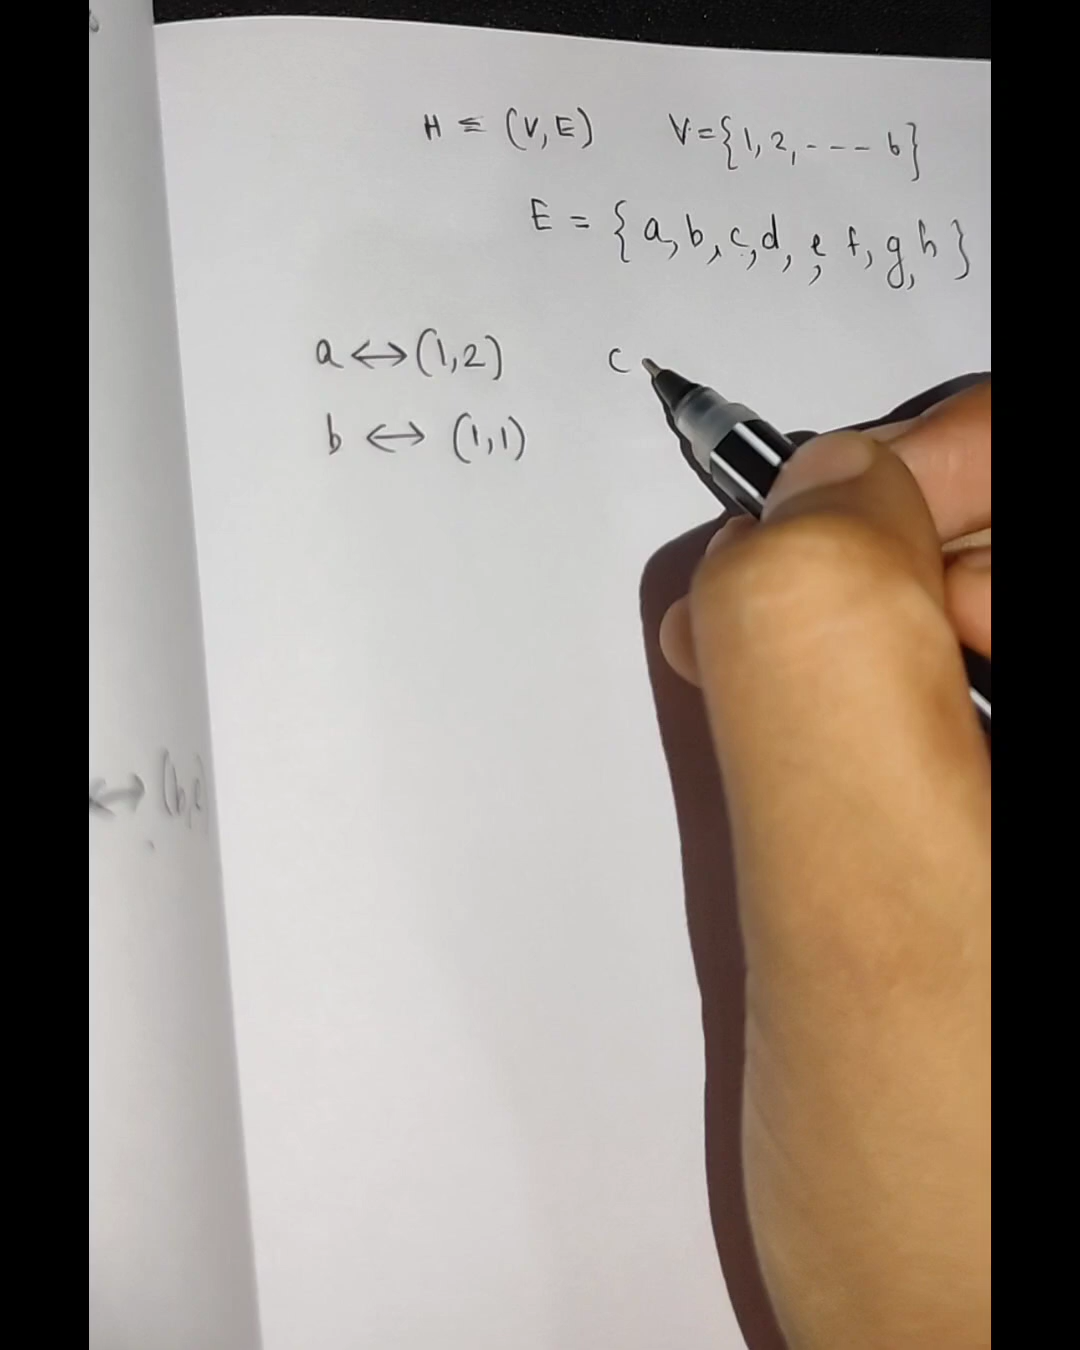 H = (V,E) V={1,2,---- 6}
E = {a,b,c,d,e,f,g,h}
a ↔ (1,2) c
b ↔ (1,1)
↔ (b,c)